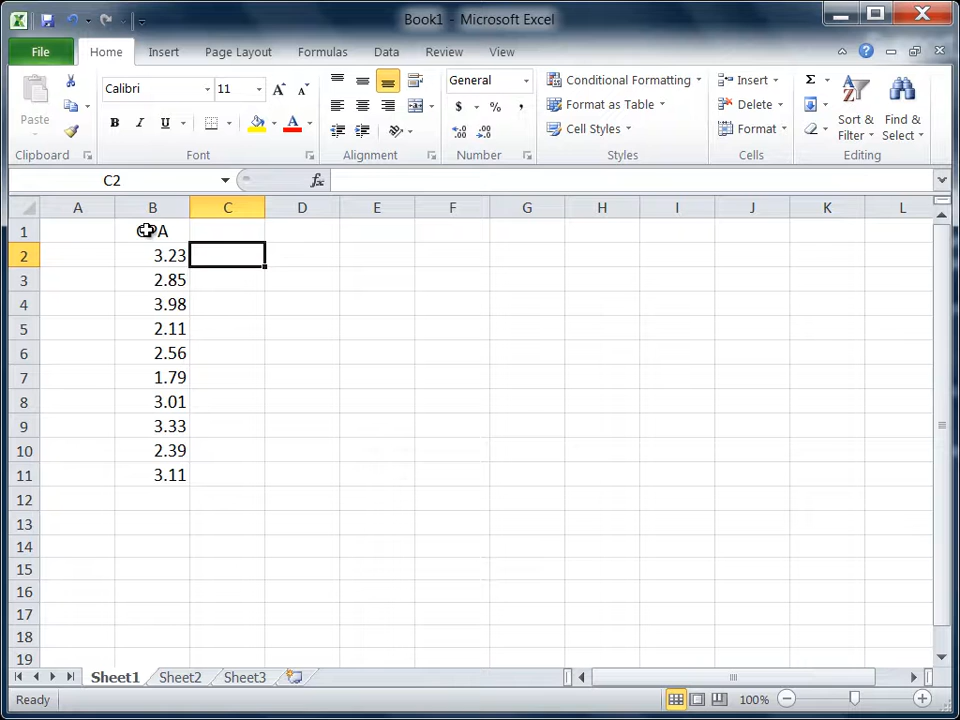 Book1 - Microsoft Excel
File Home Insert Page Layout Formulas Data Review View
Paste
Calibri 11
B I U A
General
$ % ,
Conditional Formatting
Format as Table
Cell Styles
Insert
Delete
Format
Σ
Sort & Filter
Find & Select
Clipboard Font Alignment Number Styles Cells Editing
C2 fx
A B C D E F G H I J K L
1 GPA
2 3.23
3 2.85
4 3.98
5 2.11
6 2.56
7 1.79
8 3.01
9 3.33
10 2.39
11 3.11
12
13
14
15
16
17
18
19
Sheet1 Sheet2 Sheet3
Ready 100%